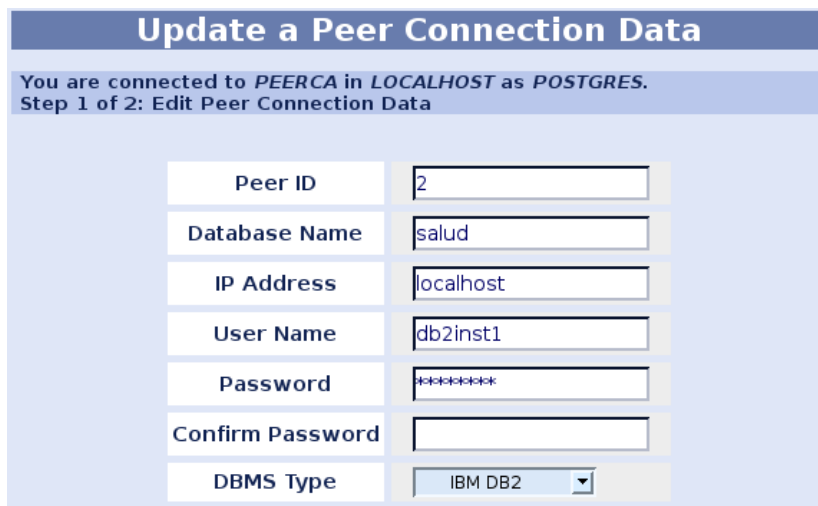 Update a Peer Connection Data
You are connected to PEERCA in LOCALHOST as POSTGRES.
Step 1 of 2: Edit Peer Connection Data
Peer ID 2
Database Name salud
IP Address localhost
User Name db2inst1
Password ********
Confirm Password
DBMS Type IBM DB2